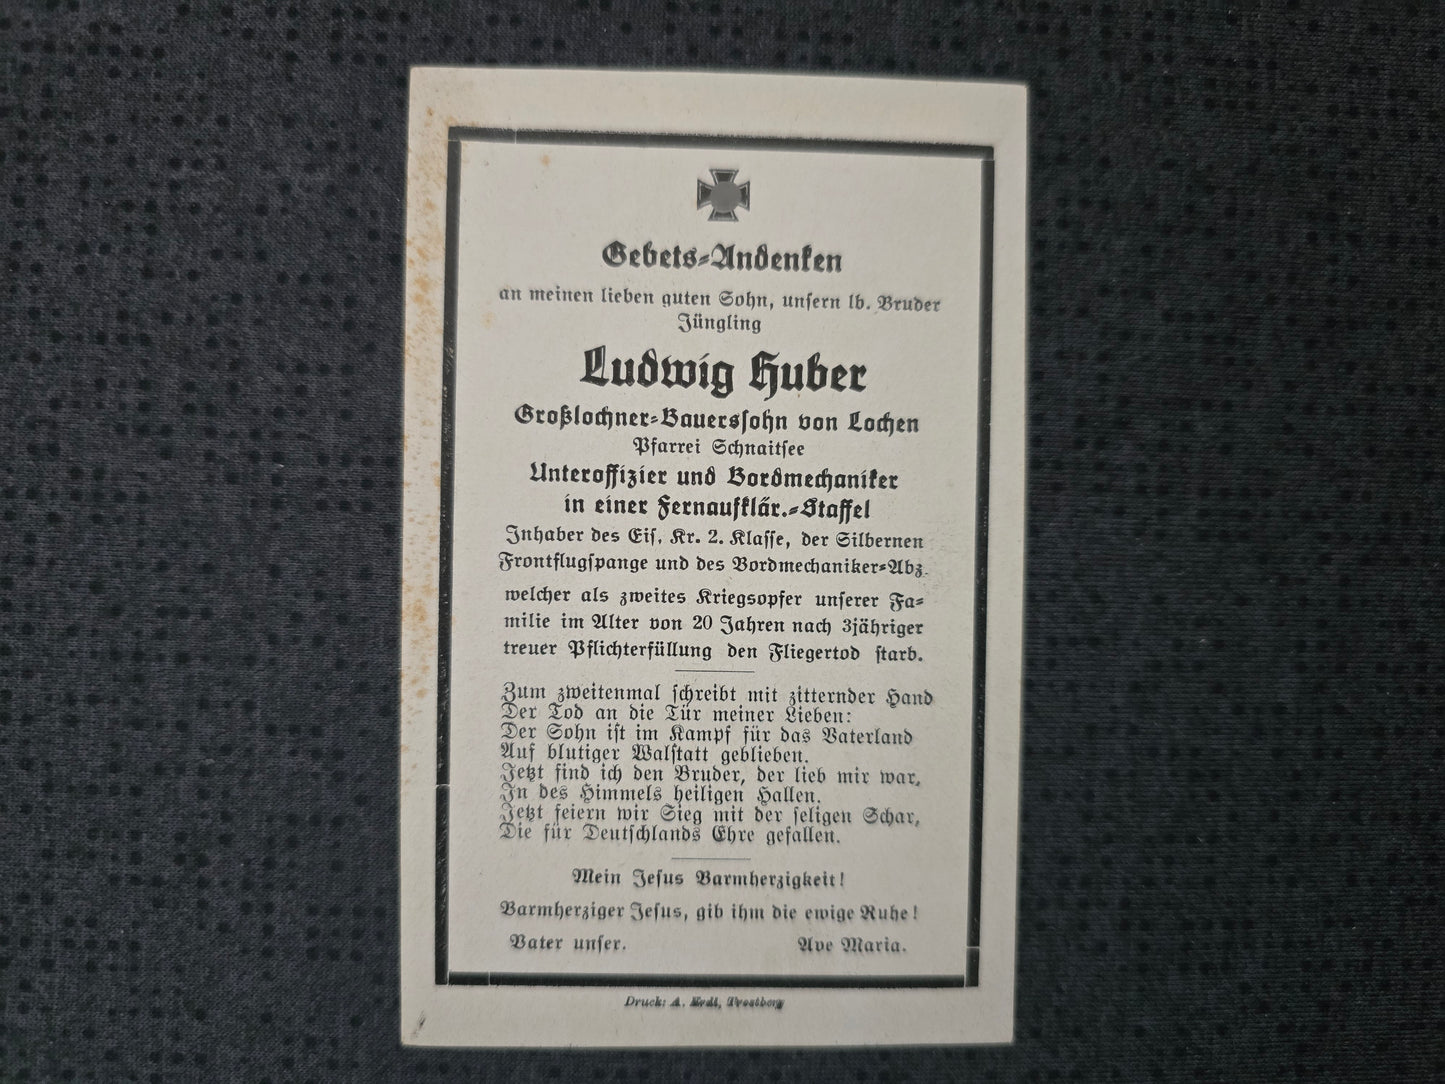 Gebets-Andenken
an meinen lieben guten Sohn, unsern lb. Bruder
Jüngling
Ludwig Huber
Großlochner-Bauerssohn von Lochen
Pfarrei Schnaitsee
Unteroffizier und Bordmechaniker
in einer Fernaufklär.-Staffel
Inhaber des Eis. Kr. 2. Klasse, der Silbernen
Frontflugspange und des Bordmechaniker-Abz.
welcher als zweites Kriegsopfer unserer Fa-
milie im Alter von 20 Jahren nach 3jähriger
treuer Pflichterfüllung den Fliegertod starb.
Zum zweitenmal schreibt mit zitternder Hand
Der Tod an die Tür meiner Lieben:
Der Sohn ist im Kampf für das Vaterland
Auf blutiger Walstatt geblieben.
Jetzt find ich den Bruder, der lieb mir war,
In des Himmels heiligen Hallen.
Jetzt feiern wir Sieg mit der seligen Schar,
Die für Deutschlands Ehre gefallen.
Mein Jesus Barmherzigkeit!
Barmherziger Jesus, gib ihm die ewige Ruhe!
Vater unser. Ave Maria.
Druck: A. Erdl, Trostberg